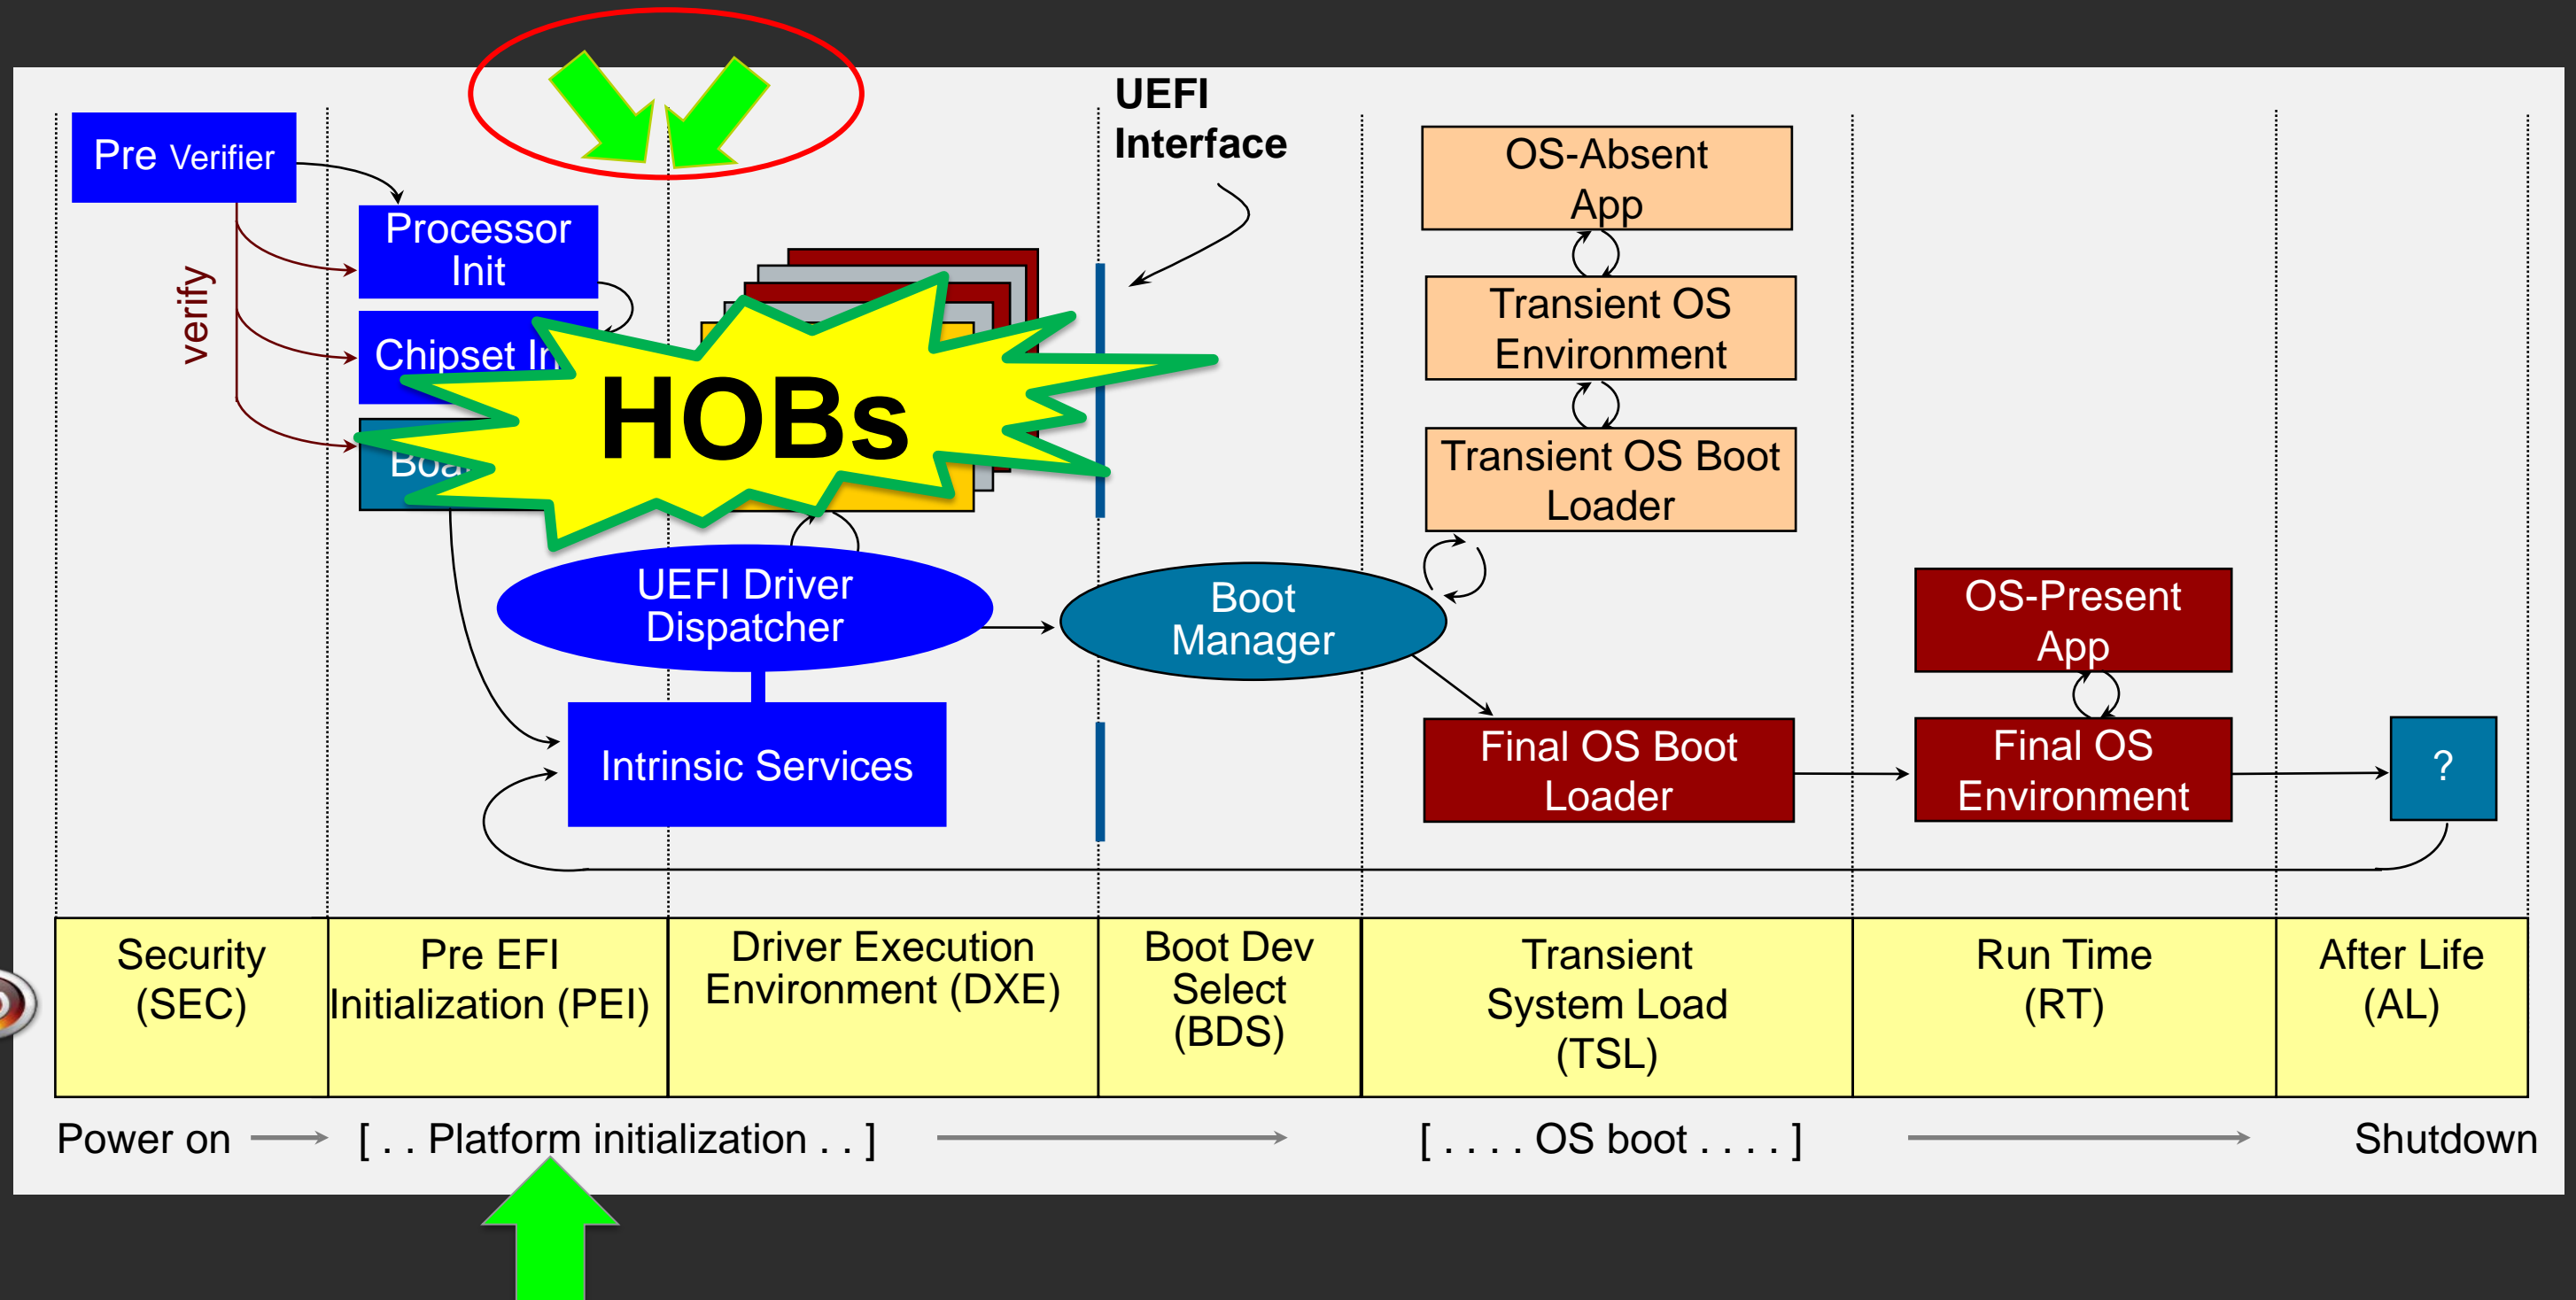 UEFI
Interface
Pre Verifier
verify
Processor
Init
Chipset
HOBs
UEFI Driver
Dispatcher
Intrinsic Services
Boot
Manager
OS-Absent
App
Transient OS
Environment
Transient OS Boot
Loader
Final OS Boot
Loader
OS-Present
App
Final OS
Environment
?
Security
(SEC)
Pre EFI
Initialization (PEI)
Driver Execution
Environment (DXE)
Boot Dev
Select
(BDS)
Transient
System Load
(TSL)
Run Time
(RT)
After Life
(AL)
Power on
[ . . Platform initialization . . ]
[ . . . . OS boot . . . . ]
Shutdown